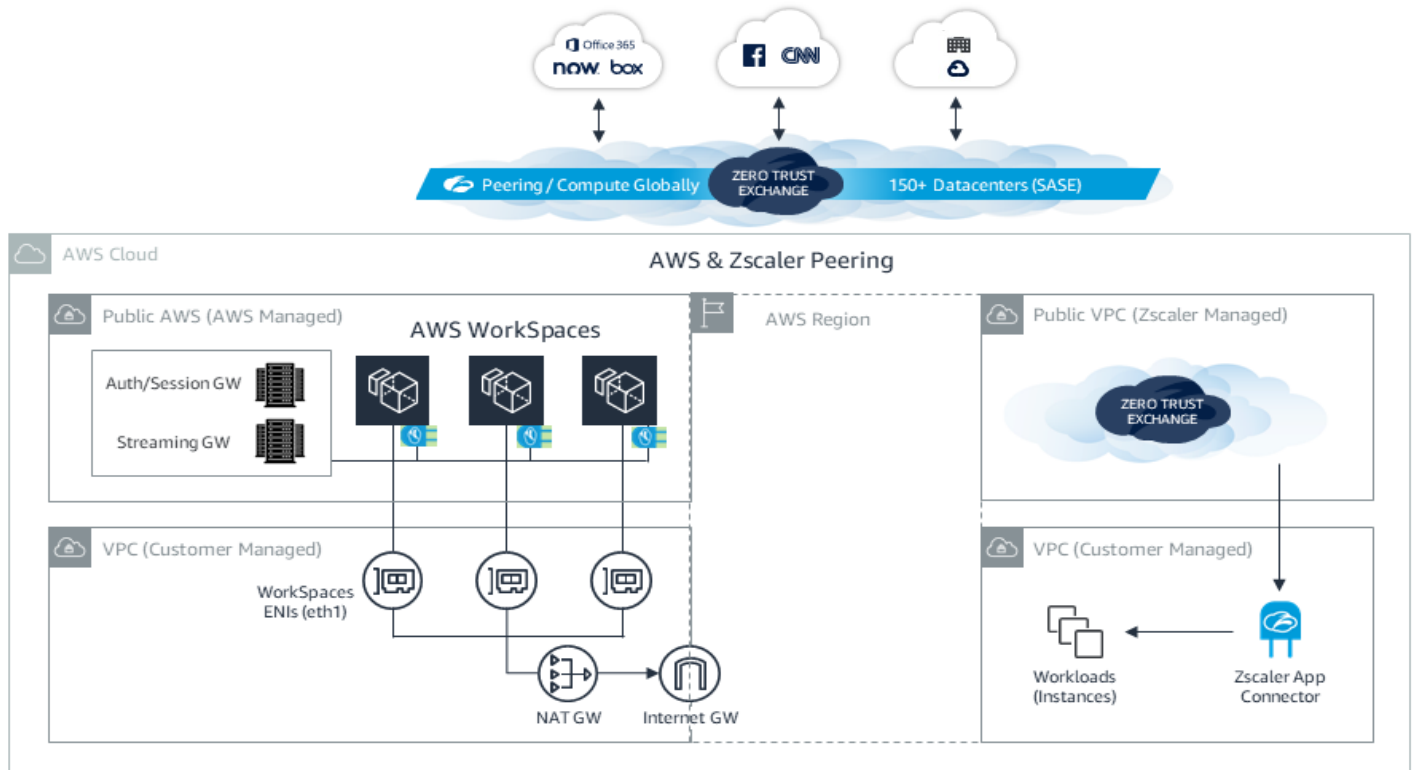 Office 365
now. box
CNN
Peering / Compute Globally
ZERO TRUST
EXCHANGE
150+ Datacenters (SASE)
AWS Cloud
AWS & Zscaler Peering
Public AWS (AWS Managed)
AWS WorkSpaces
AWS Region
Public VPC (Zscaler Managed)
Auth/Session GW
Streaming GW
ZERO TRUST
EXCHANGE
VPC (Customer Managed)
VPC (Customer Managed)
WorkSpaces
ENIs (eth1)
NAT GW
Internet GW
Workloads
(Instances)
Zscaler App
Connector